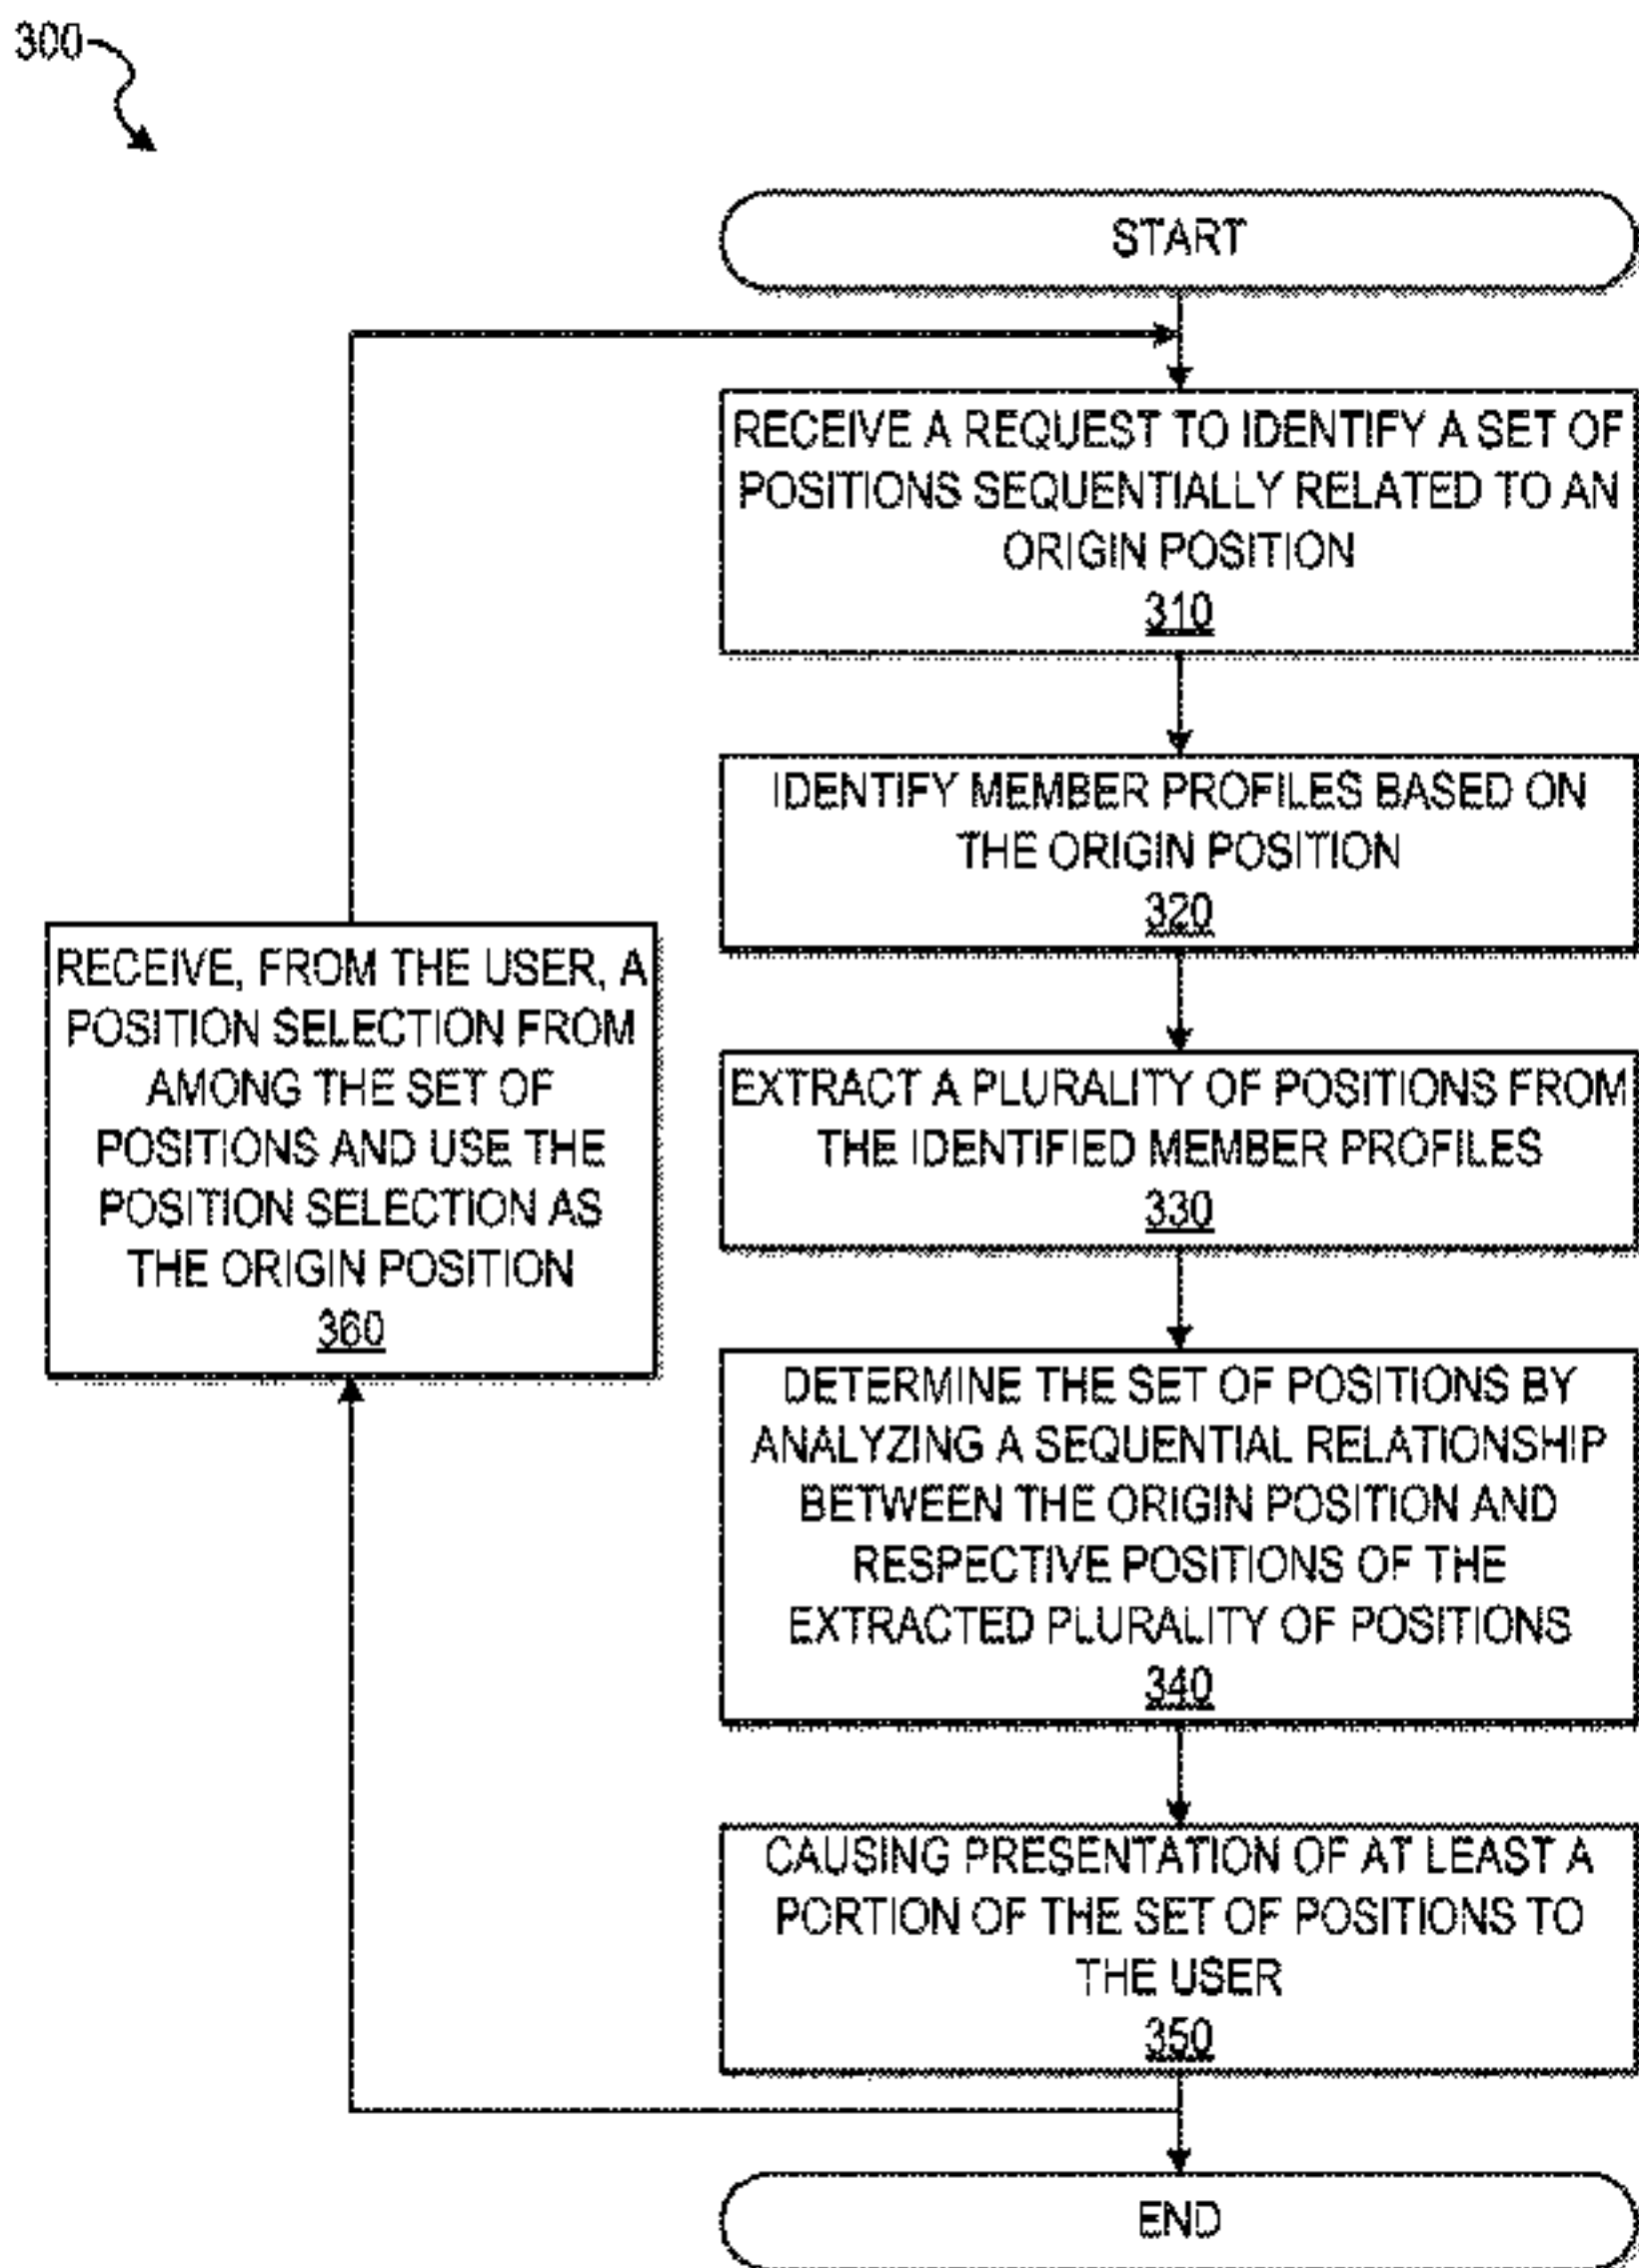 300
START
RECEIVE A REQUEST TO IDENTIFY A SET OF
POSITIONS SEQUENTIALLY RELATED TO AN
ORIGIN POSITION
310
IDENTIFY MEMBER PROFILES BASED ON
THE ORIGIN POSITION
320
EXTRACT A PLURALITY OF POSITIONS FROM
THE IDENTIFIED MEMBER PROFILES
330
DETERMINE THE SET OF POSITIONS BY
ANALYZING A SEQUENTIAL RELATIONSHIP
BETWEEN THE ORIGIN POSITION AND
RESPECTIVE POSITIONS OF THE
EXTRACTED PLURALITY OF POSITIONS
340
CAUSING PRESENTATION OF AT LEAST A
PORTION OF THE SET OF POSITIONS TO
THE USER
350
RECEIVE, FROM THE USER, A
POSITION SELECTION FROM
AMONG THE SET OF
POSITIONS AND USE THE
POSITION SELECTION AS
THE ORIGIN POSITION
360
END